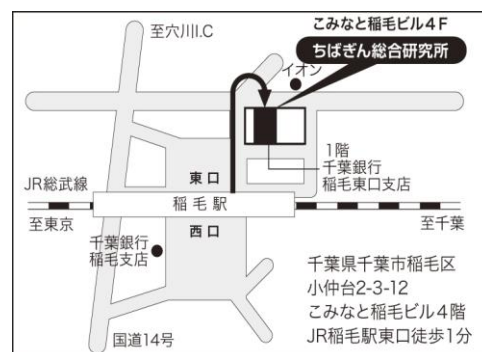 こみなと稲毛ビル4F
ちばぎん総合研究所
至穴川I.C
イオン
1階
千葉銀行
稲毛東口支店
東口
JR総武線
稲毛駅
至東京
至千葉
西口
千葉銀行
稲毛支店
国道14号
千葉県千葉市稲毛区
小仲台2-3-12
こみなと稲毛ビル4階
JR稲毛駅東口徒歩1分